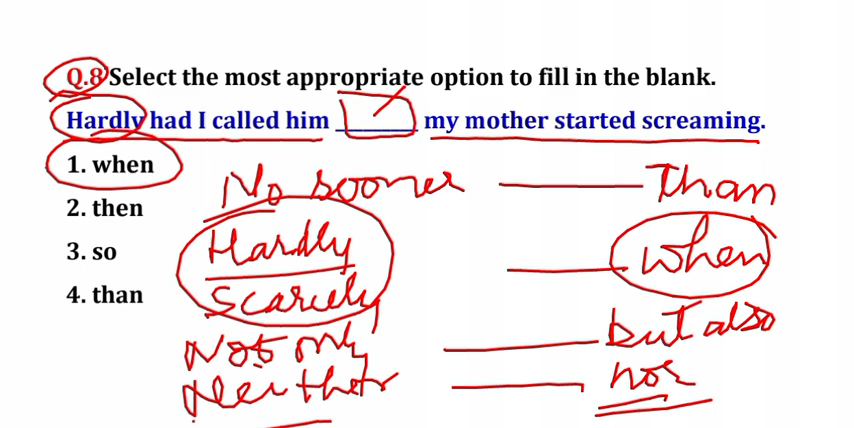 Q.8 Select the most appropriate option to fill in the blank.
Hardly had I called him ______ my mother started screaming.
1. when
2. then
3. so
4. than
No sooner ——— Than
Hardly
Scarcely ——— when
Not only ——— but also
Neither ——— nor